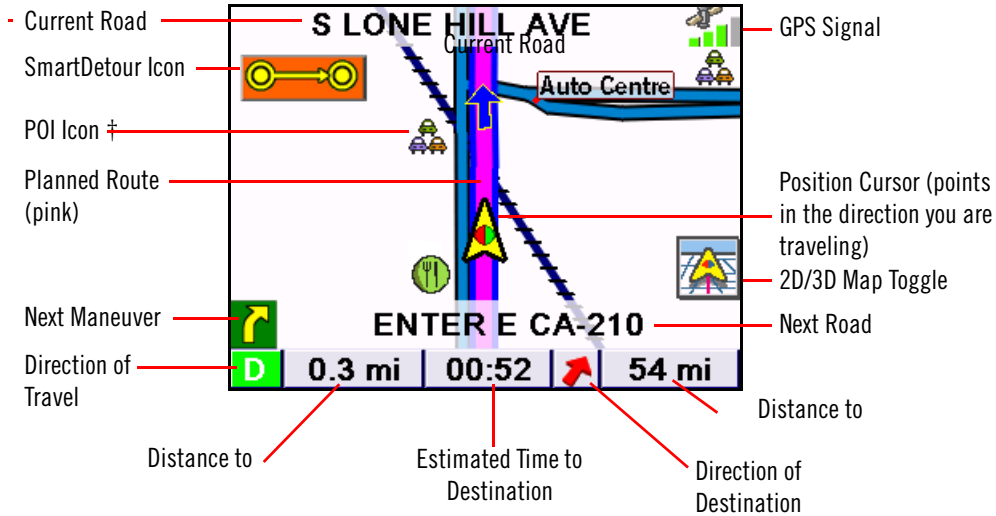 Current Road
S LONE HILL AVE
Current Road
GPS Signal
SmartDetour Icon
Auto Centre
POI Icon ‡
Planned Route
(pink)
Position Cursor (points
in the direction you are
traveling)
2D/3D Map Toggle
Next Maneuver
ENTER E CA-210
Next Road
Direction of
Travel
D
0.3 mi
00:52
54 mi
Distance to
Distance to
Estimated Time to
Destination
Direction of
Destination